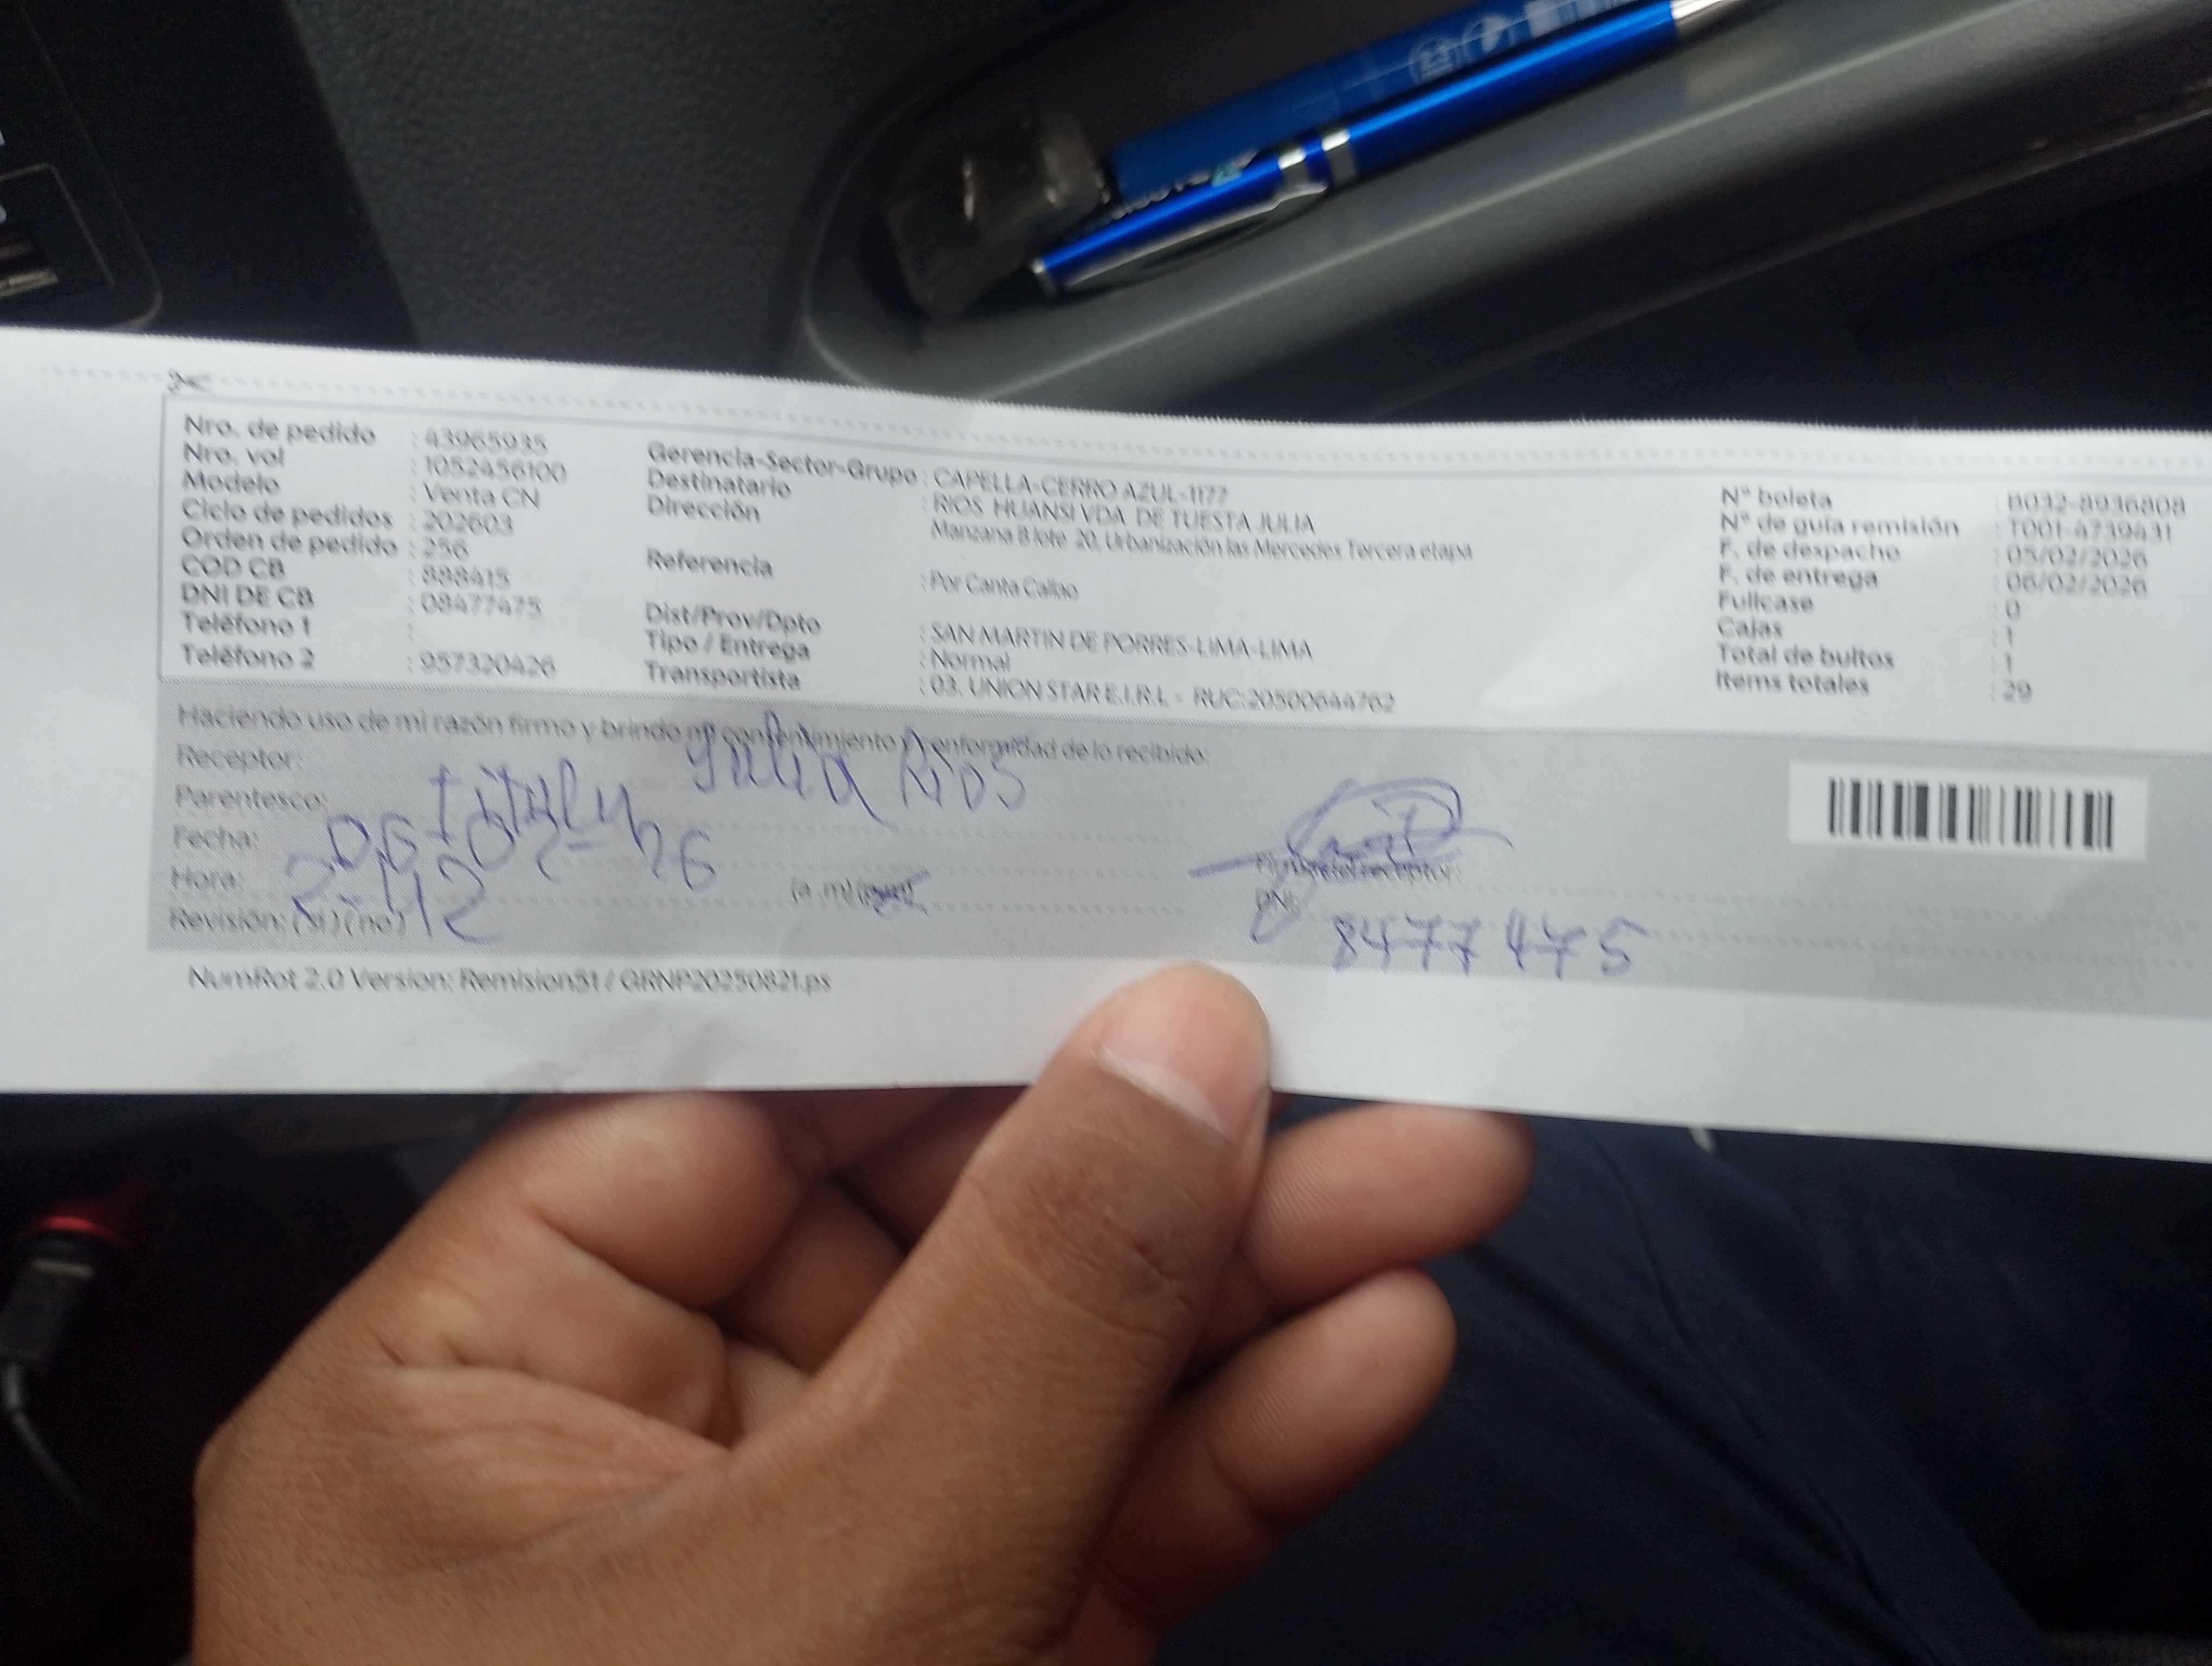 Nro. de pedido : 43965935
Nro. vol : 1052456100
Modelo : Venta CN
Ciclo de pedidos : 202603
Orden de pedido : 256
COD CB : 888415
DNI DE CB : 08477475
Teléfono 1 :
Teléfono 2 : 957320426
Gerencia-Sector-Grupo : CAPELLA-CERRO AZUL-1177
Destinatario : RIOS HUANSI VDA DE TUESTA JULIA
Dirección Manzana B lote 20, Urbanización las Mercedes Tercera etapa
Referencia : Por Canta Callao
Dist/Prov/Dpto : SAN MARTIN DE PORRES-LIMA-LIMA
Tipo / Entrega : Normal
Transportista : 03. UNION STAR E.I.R.L - RUC:20500644762
N° boleta : B032-8936808
N° de guía remisión : T001-4739431
F. de despacho : 05/02/2026
F. de entrega : 06/02/2026
Fullcase : 0
Cajas : 1
Total de bultos : 1
Items totales : 29
Haciendo uso de mi razón firmo y brindo mi consentimiento y conformidad de lo recibido:
Receptor: Julia Rios
Parentesco:
Fecha: 06-02-26
Hora: 2-12 (a.m) (p.m)
Revisión: (si) (no)
Firma del receptor:
DNI: 8477475
NumRot 2.0 Version: Remision51 / GRNP20250821.ps